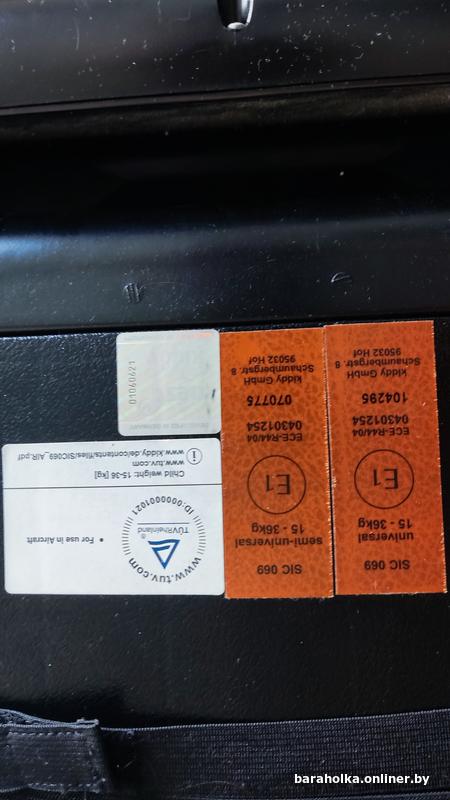 SIC 069
universal
15 - 36kg
E1
ECE-R44/04
04301254
104295
kiddy GmbH
Schaumbergstr. 8
95032 Hof
SIC 069
semi-universal
15 - 36kg
E1
ECE-R44/04
04301254
070775
kiddy GmbH
Schaumbergstr. 8
95032 Hof
www.tuv.com
TÜVRheinland®
ID:0000001021
• For use in Aircraft
Child weight: 15-36 [kg]
www.tuv.com
www.kiddy.de/contents/files/SIC069_AIR.pdf
i
01060621
baraholka.onliner.by